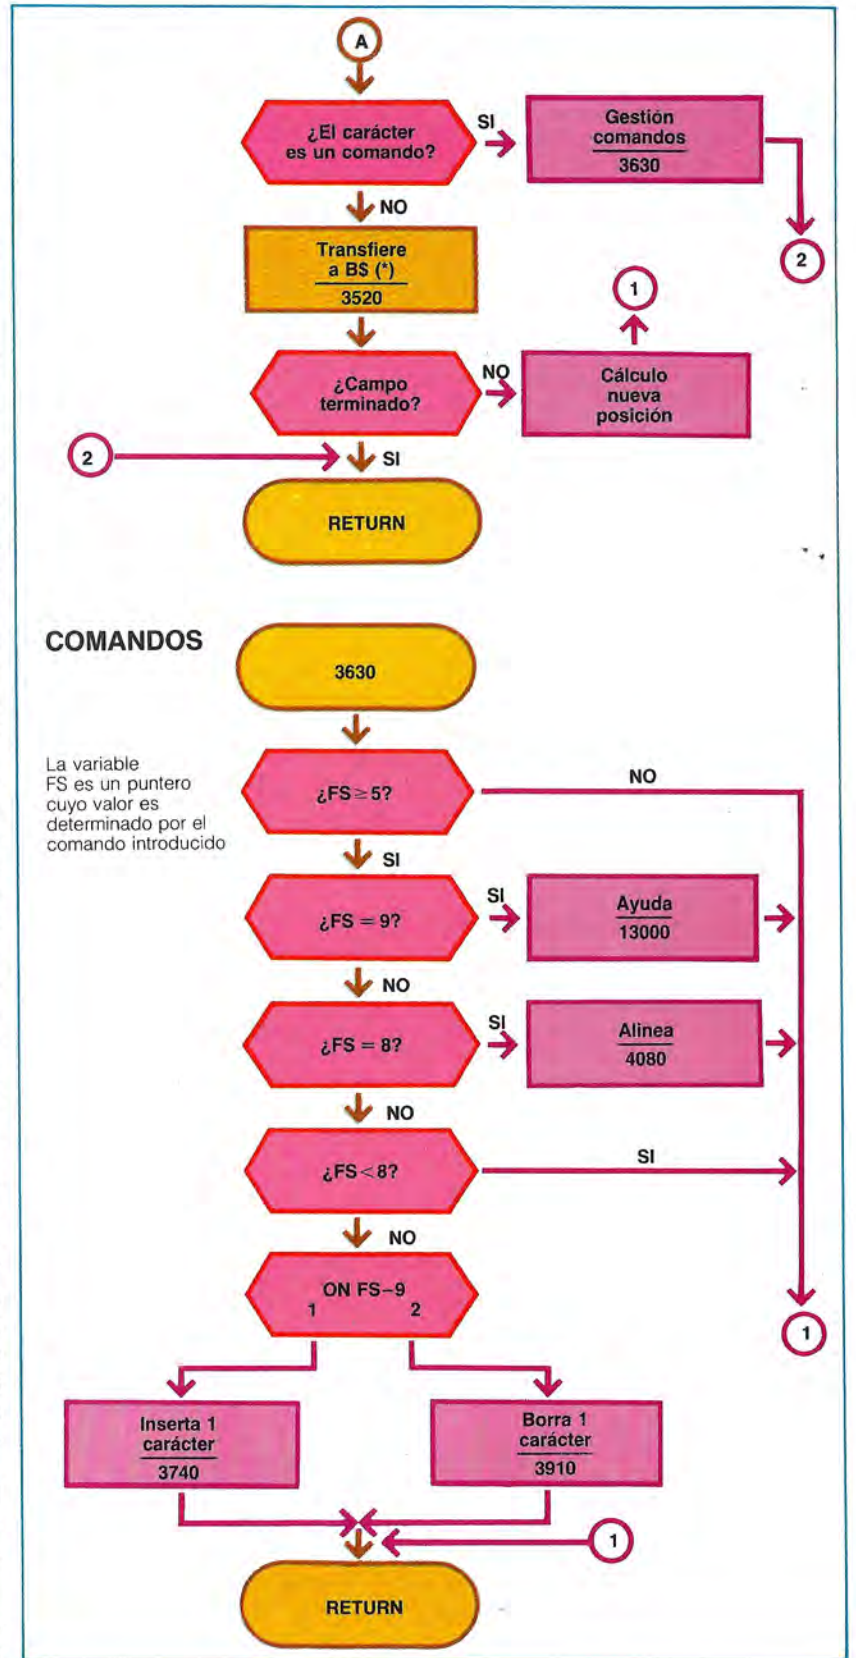 A
¿El carácter
es un comando?
SI
Gestión
comandos
3630
2
NO
Transfiere
a B$ (*)
3520
1
¿Campo
terminado?
NO
Cálculo
nueva
posición
2
SI
RETURN
COMANDOS
3630
La variable
FS es un puntero
cuyo valor es
determinado por el
comando introducido
¿FS≥5?
NO
SI
¿FS = 9?
SI
Ayuda
13000
NO
¿FS = 8?
SI
Alinea
4080
NO
¿FS<8?
SI
NO
ON FS–9
1 2
1
Inserta 1
carácter
3740
Borra 1
carácter
3910
1
RETURN